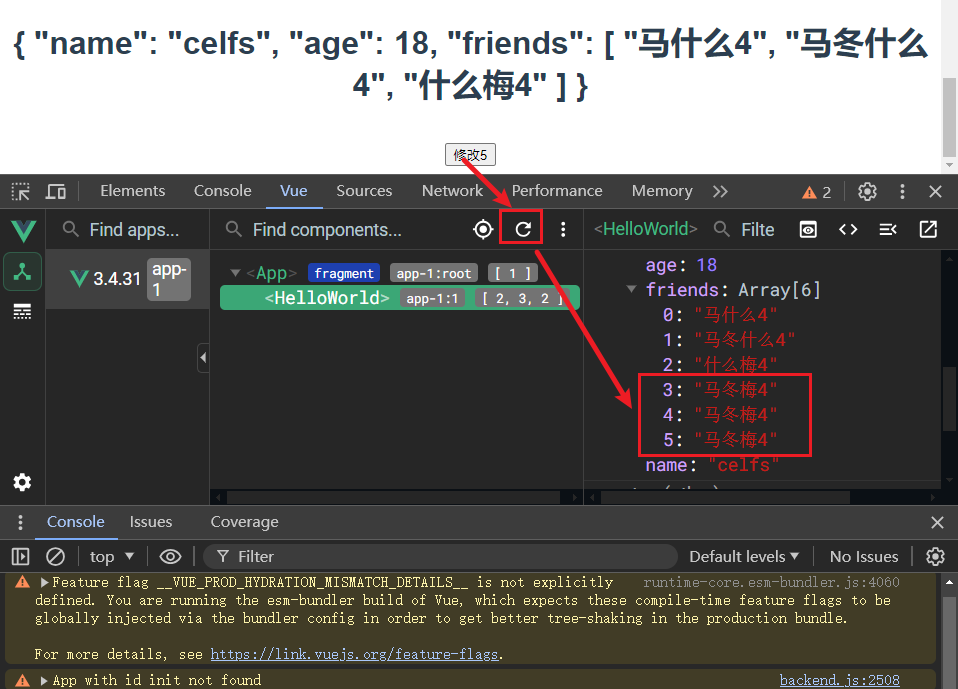 { "name": "celfs", "age": 18, "friends": [ "马什么4", "马冬什么
4", "什么梅4" ] }
修改5
Elements Console Vue Sources Network Performance Memory 2
Find apps... Find components... <HelloWorld> Filte
3.4.31 app-1
<App> fragment app-1:root [ 1 ]
<HelloWorld> app-1:1 [ 2, 3, 2 ]
age: 18
friends: Array[6]
0: "马什么4"
1: "马冬什么4"
2: "什么梅4"
3: "马冬梅4"
4: "马冬梅4"
5: "马冬梅4"
name: "celfs"
Console Issues Coverage
top Filter Default levels No Issues
Feature flag __VUE_PROD_HYDRATION_MISMATCH_DETAILS__ is not explicitly runtime-core.esm-bundler.js:4060
defined. You are running the esm-bundler build of Vue, which expects these compile-time feature flags to be
globally injected via the bundler config in order to get better tree-shaking in the production bundle.
For more details, see https://link.vuejs.org/feature-flags.
App with id init not found backend.js:2508